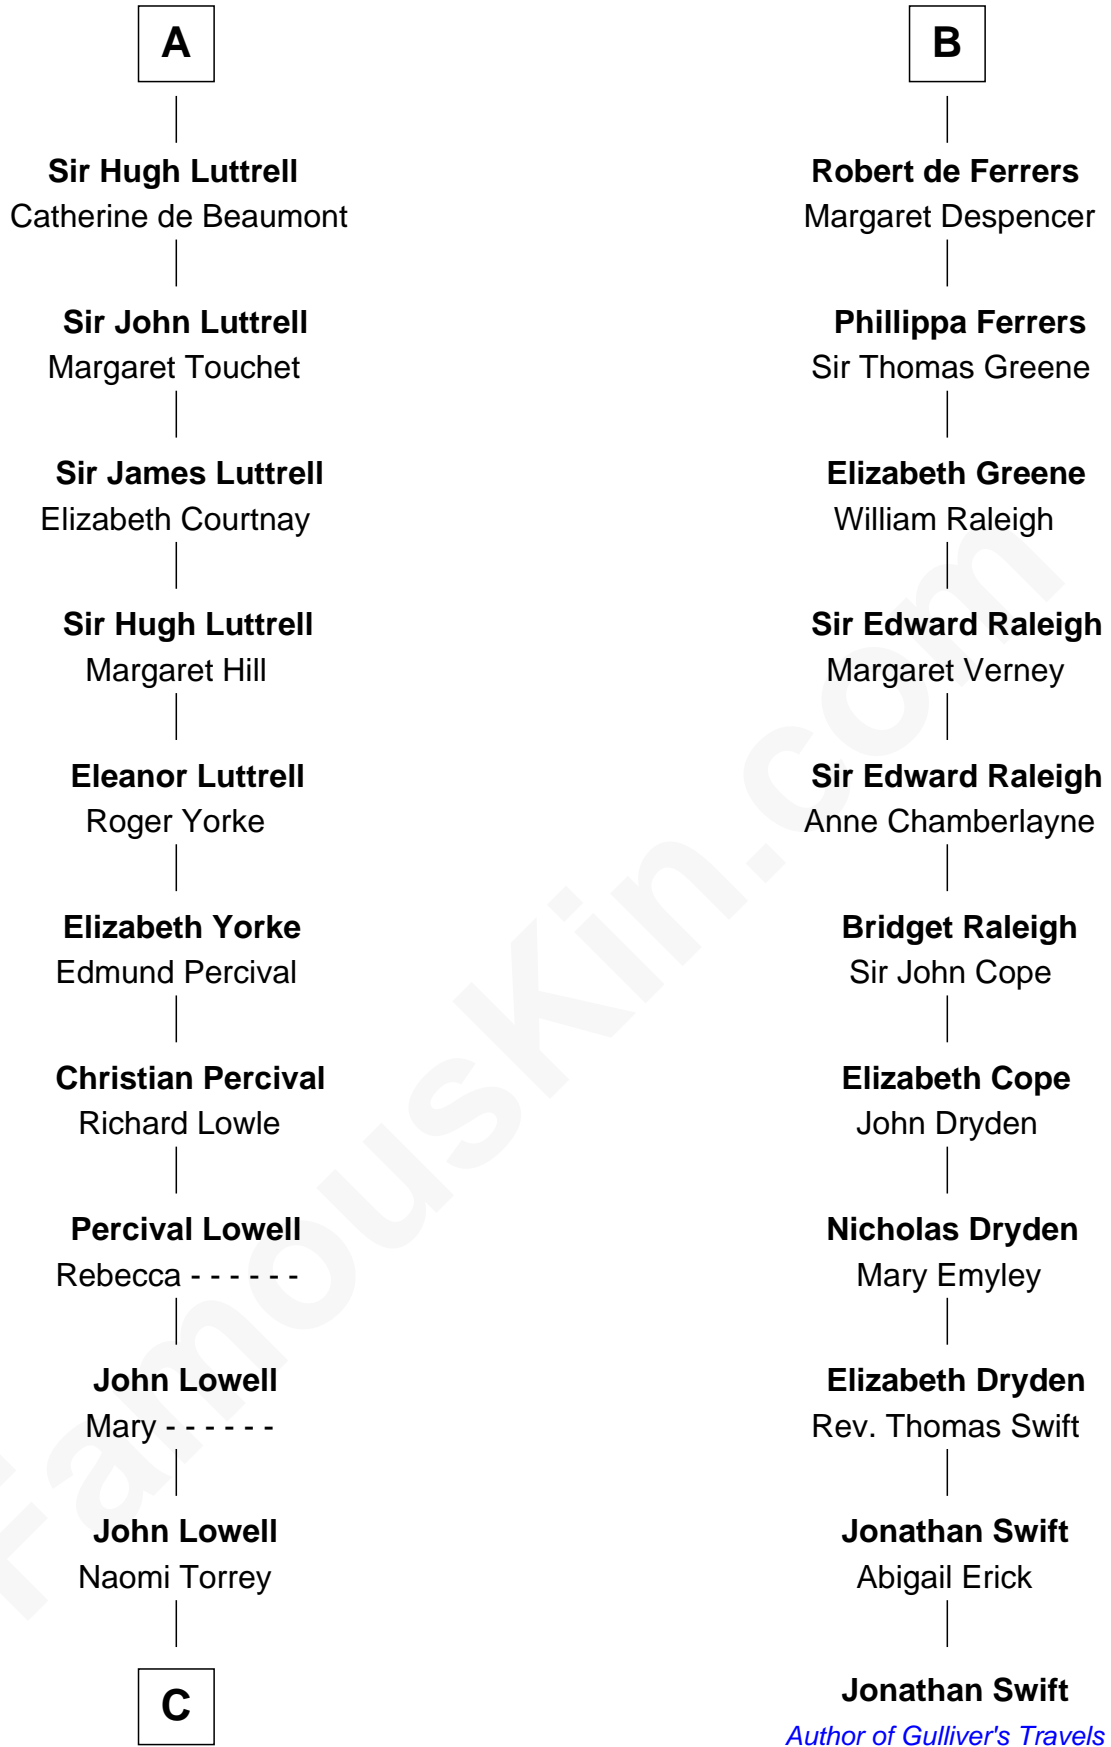 A
Sir Hugh Luttrell
Catherine de Beaumont
Sir John Luttrell
Margaret Touchet
Sir James Luttrell
Elizabeth Courtnay
Sir Hugh Luttrell
Margaret Hill
Eleanor Luttrell
Roger Yorke
Elizabeth Yorke
Edmund Percival
Christian Percival
Richard Lowle
Percival Lowell
Rebecca - - - - - -
John Lowell
Mary - - - - - -
John Lowell
Naomi Torrey
C
B
Robert de Ferrers
Margaret Despencer
Phillippa Ferrers
Sir Thomas Greene
Elizabeth Greene
William Raleigh
Sir Edward Raleigh
Margaret Verney
Sir Edward Raleigh
Anne Chamberlayne
Bridget Raleigh
Sir John Cope
Elizabeth Cope
John Dryden
Nicholas Dryden
Mary Emyley
Elizabeth Dryden
Rev. Thomas Swift
Jonathan Swift
Abigail Erick
Jonathan Swift
Author of Gulliver's Travels
FamousKin.com